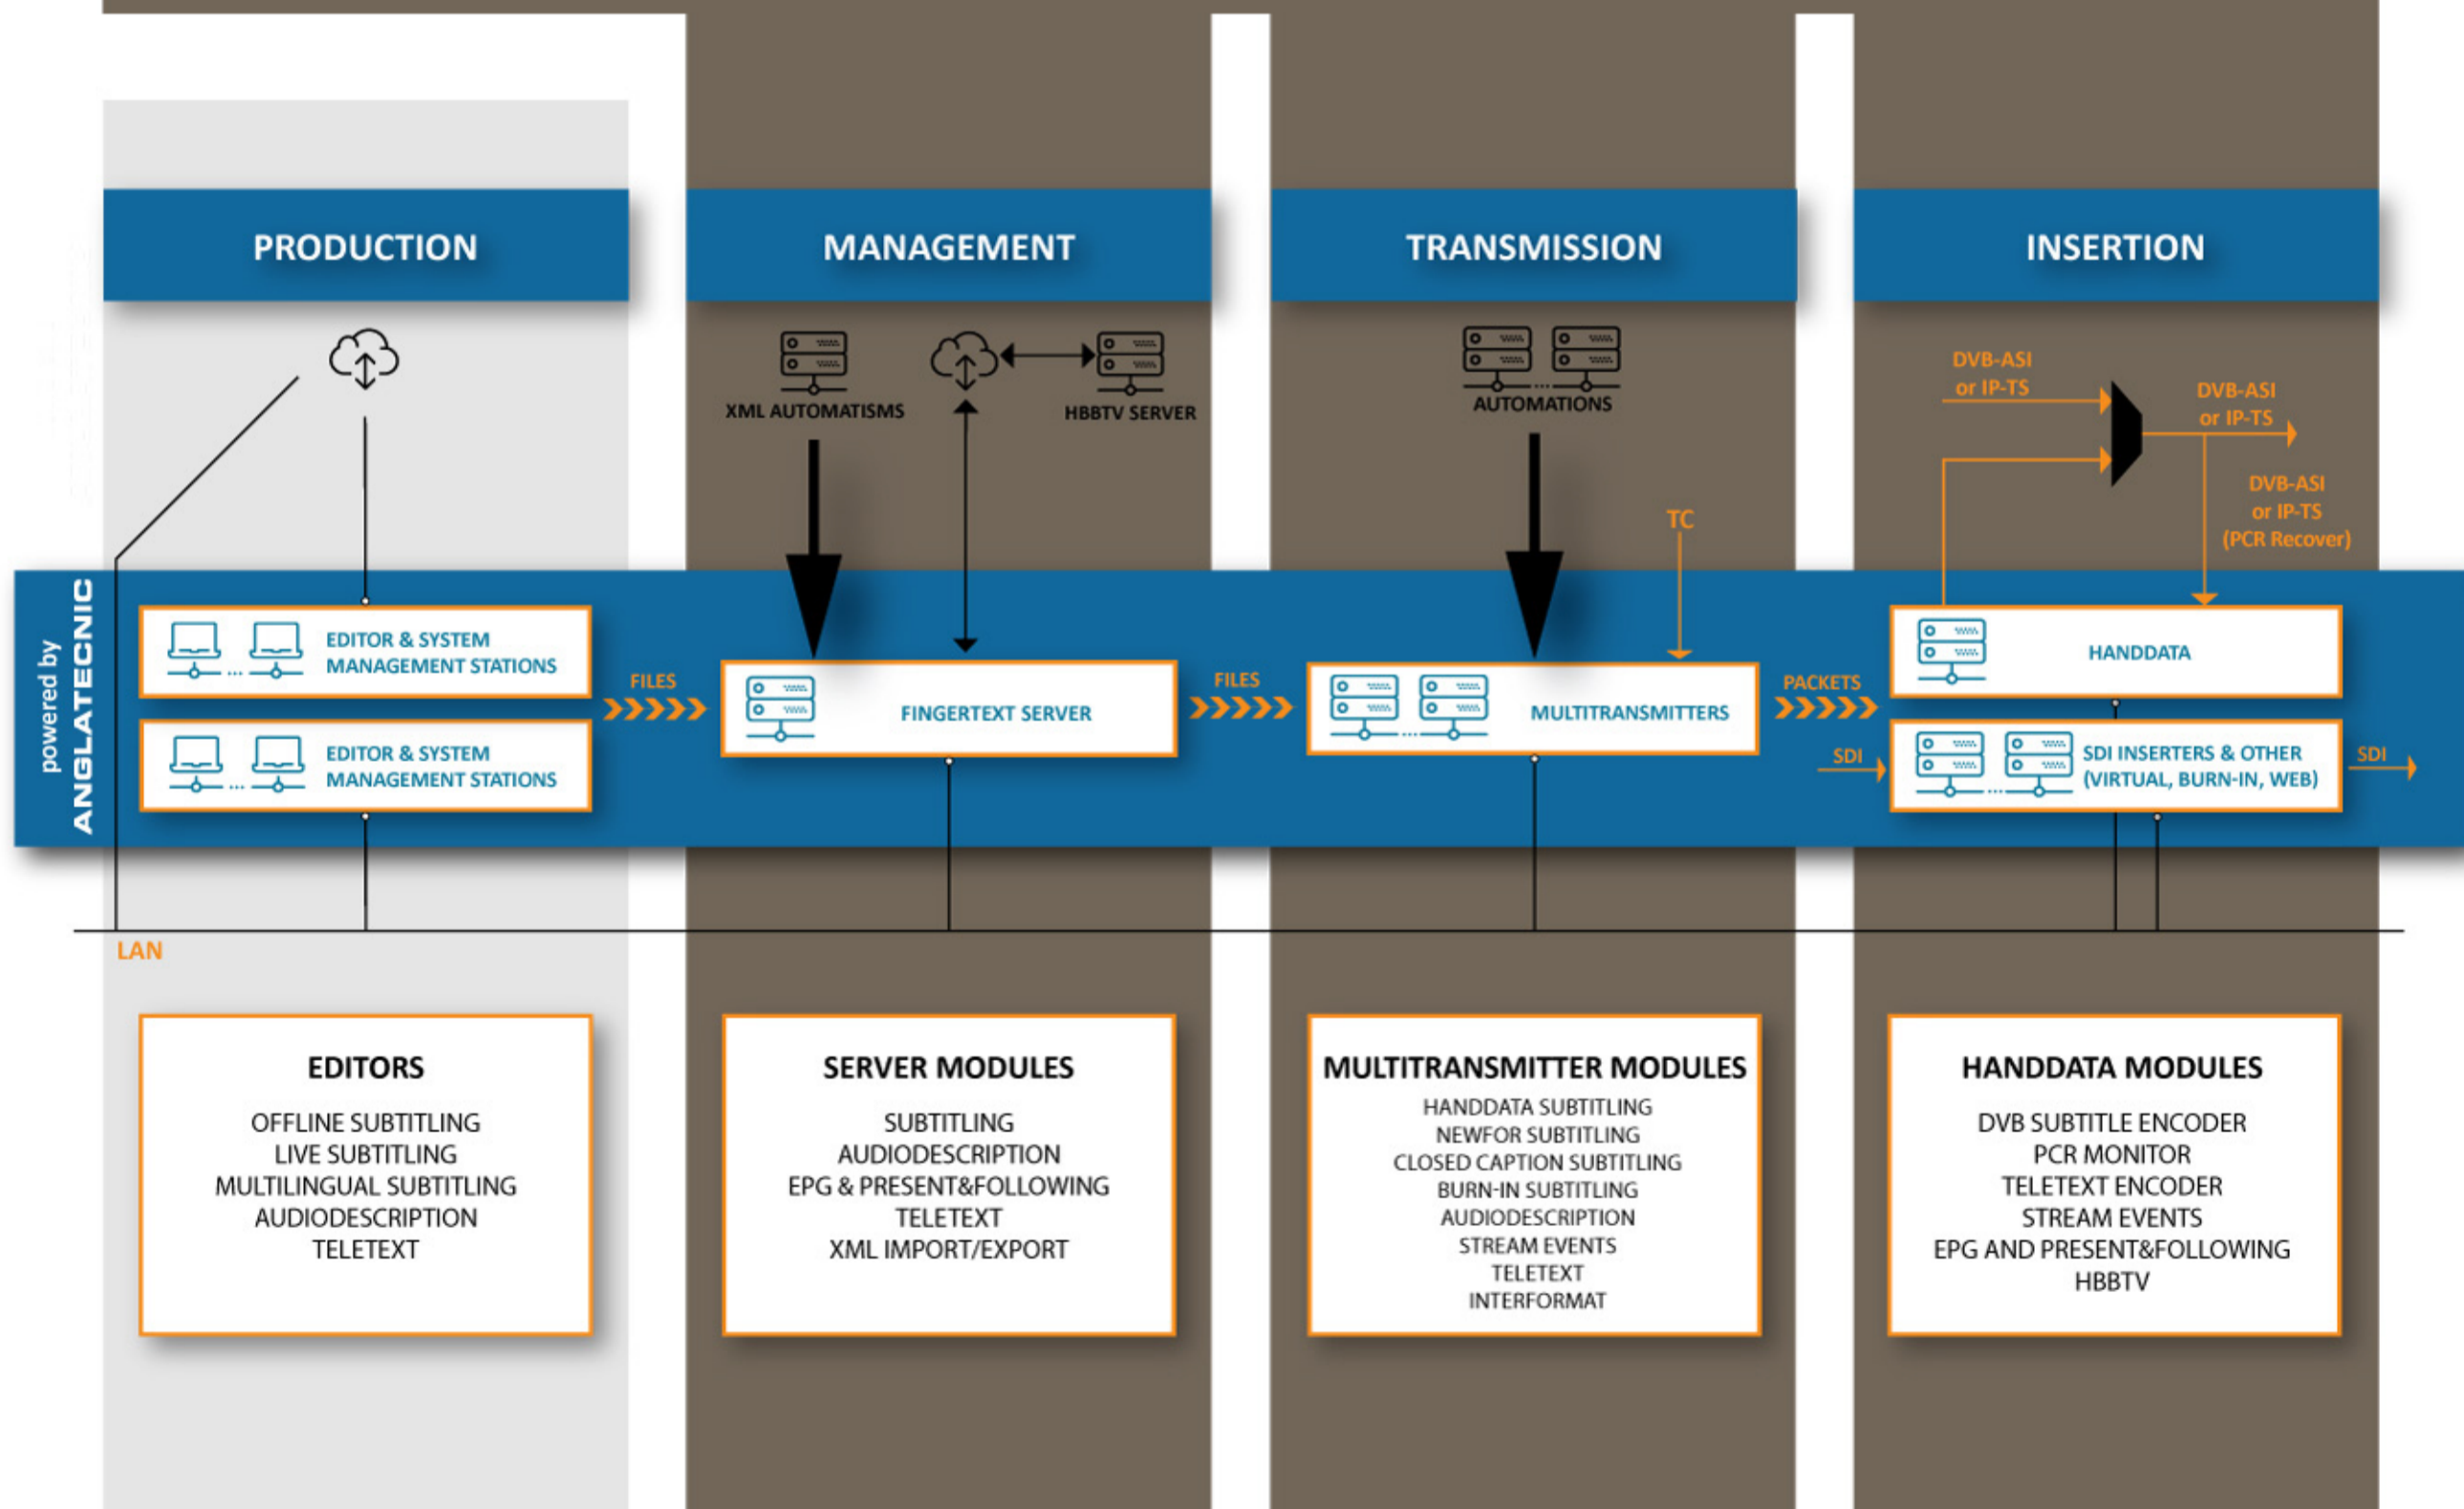 PRODUCTION
MANAGEMENT
TRANSMISSION
INSERTION
XML AUTOMATISMS
HBBTV SERVER
AUTOMATIONS
TC
DVB-ASI
or IP-TS
DVB-ASI
or IP-TS
DVB-ASI
or IP-TS
(PCR Recover)
powered by
ANGLATECNIC
EDITOR & SYSTEM
MANAGEMENT STATIONS
EDITOR & SYSTEM
MANAGEMENT STATIONS
FILES
FINGERTEXT SERVER
FILES
MULTITRANSMITTERS
PACKETS
HANDDATA
SDI
SDI INSERTERS & OTHER
(VIRTUAL, BURN-IN, WEB)
SDI
LAN
EDITORS
OFFLINE SUBTITLING
LIVE SUBTITLING
MULTILINGUAL SUBTITLING
AUDIODESCRIPTION
TELETEXT
SERVER MODULES
SUBTITLING
AUDIODESCRIPTION
EPG & PRESENT&FOLLOWING
TELETEXT
XML IMPORT/EXPORT
MULTITRANSMITTER MODULES
HANDDATA SUBTITLING
NEWFOR SUBTITLING
CLOSED CAPTION SUBTITLING
BURN-IN SUBTITLING
AUDIODESCRIPTION
STREAM EVENTS
TELETEXT
INTERFORMAT
HANDDATA MODULES
DVB SUBTITLE ENCODER
PCR MONITOR
TELETEXT ENCODER
STREAM EVENTS
EPG AND PRESENT&FOLLOWING
HBBTV